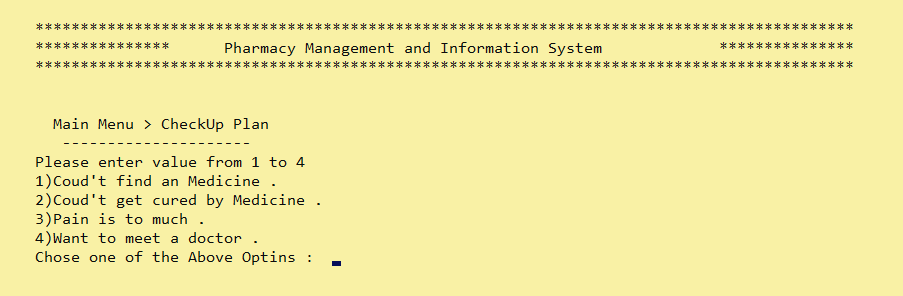 *******************************************************************************************
***************      Pharmacy Management and Information System             ***************
*******************************************************************************************
Main Menu > CheckUp Plan
---------------------
Please enter value from 1 to 4
1)Coud't find an Medicine .
2)Coud't get cured by Medicine .
3)Pain is to much .
4)Want to meet a doctor .
Chose one of the Above Optins :